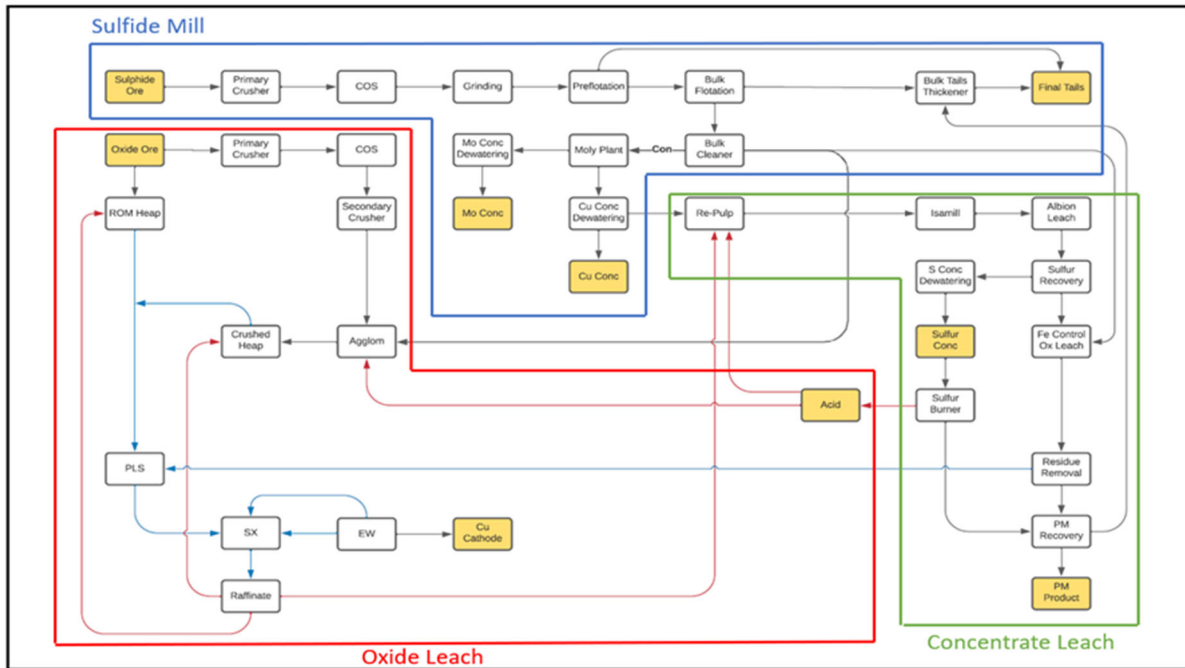 Sulfide Mill
Sulphide
Ore
Primary
Crusher
COS
Grinding
Preflotation
Bulk
Flotation
Bulk Tails
Thickener
Final Tails
Oxide Ore
Primary
Crusher
COS
Mo Conc
Dewatering
Moly Plant
Con
Bulk
Cleaner
ROM Heap
Secondary
Crusher
Mo Conc
Cu Conc
Dewatering
Re-Pulp
Isamill
Albion
Leach
Cu Conc
S Conc
Dewatering
Sulfur
Recovery
Crushed
Heap
Agglom
Sulfur
Conc
Fe Control
Ox Leach
Acid
Sulfur
Burner
PLS
Residue
Removal
SX
EW
Cu
Cathode
PM
Recovery
Raffinate
PM
Product
Oxide Leach
Concentrate Leach